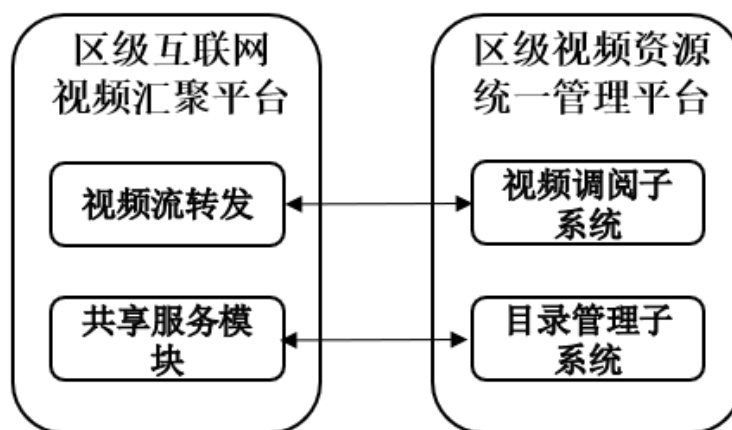 区级互联网
视频汇聚平台
视频流转发
共享服务模
块
区级视频资源
统一管理平台
视频调阅子
系统
目录管理子
系统